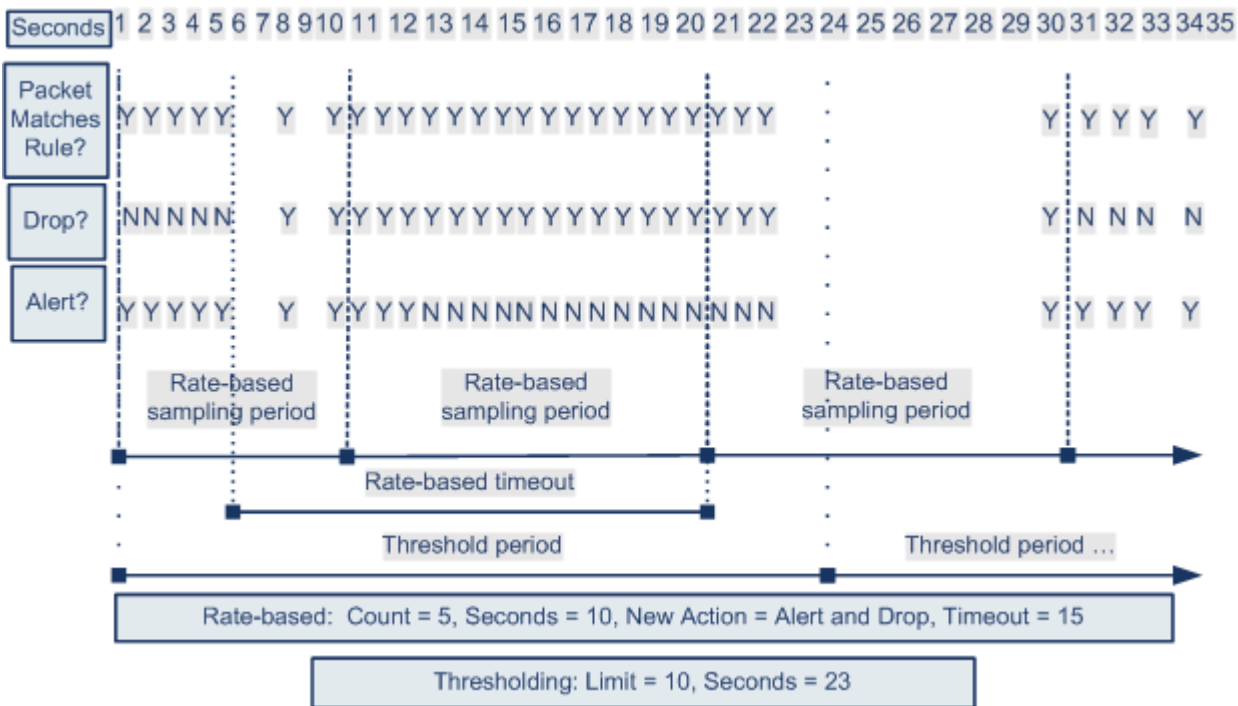 Seconds 1 2 3 4 5 6 7 8 9 10 11 12 13 14 15 16 17 18 19 20 21 22 23 24 25 26 27 28 29 30 31 32 33 34 35
Packet
Matches
Rule?
Y Y Y Y Y Y Y Y Y Y Y Y Y Y Y Y Y Y Y Y Y Y Y Y Y Y Y Y Y Y
Drop?
N N N N N Y Y Y Y Y Y Y Y Y Y Y Y Y Y Y Y Y Y Y Y Y N N N N
Alert?
Y Y Y Y Y Y Y Y Y Y N N N N N N N N N N N N N N N Y Y Y Y Y
Rate-based
sampling period
Rate-based
sampling period
Rate-based
sampling period
Rate-based timeout
Threshold period
Threshold period ...
Rate-based: Count = 5, Seconds = 10, New Action = Alert and Drop, Timeout = 15
Thresholding: Limit = 10, Seconds = 23